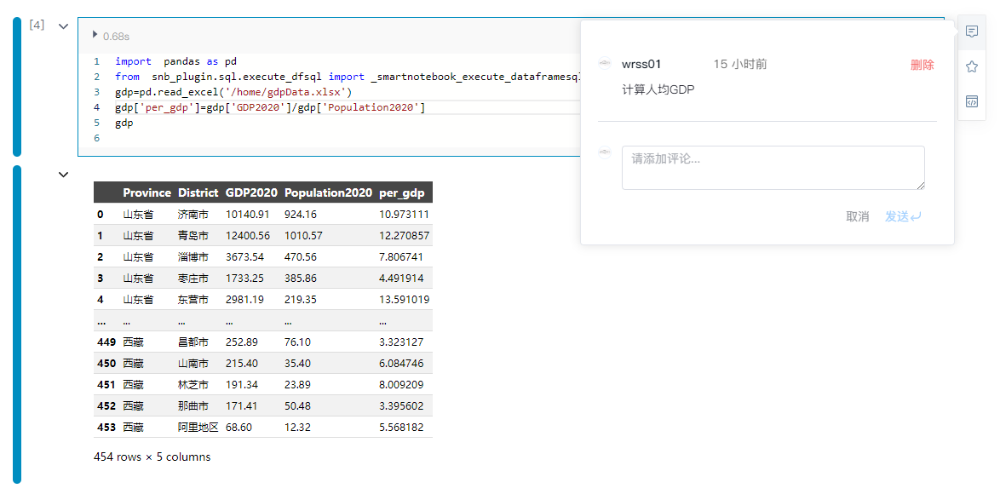 [4]
0.68s
1 import pandas as pd
2 from snb_plugin.sql.execute_dfsql import _smartnotebook_execute_dataframesql
3 gdp=pd.read_excel('/home/gdpData.xlsx')
4 gdp['per_gdp']=gdp['GDP2020']/gdp['Population2020']
5 gdp
6
wrss01 15 小时前 删除
计算人均GDP
请添加评论...
取消 发送
Province District GDP2020 Population2020 per_gdp
0 山东省 济南市 10140.91 924.16 10.973111
1 山东省 青岛市 12400.56 1010.57 12.270857
2 山东省 淄博市 3673.54 470.56 7.806741
3 山东省 枣庄市 1733.25 385.86 4.491914
4 山东省 东营市 2981.19 219.35 13.591019
... ... ... ... ... ...
449 西藏 昌都市 252.89 76.10 3.323127
450 西藏 山南市 215.40 35.40 6.084746
451 西藏 林芝市 191.34 23.89 8.009209
452 西藏 那曲市 171.41 50.48 3.395602
453 西藏 阿里地区 68.60 12.32 5.568182
454 rows × 5 columns